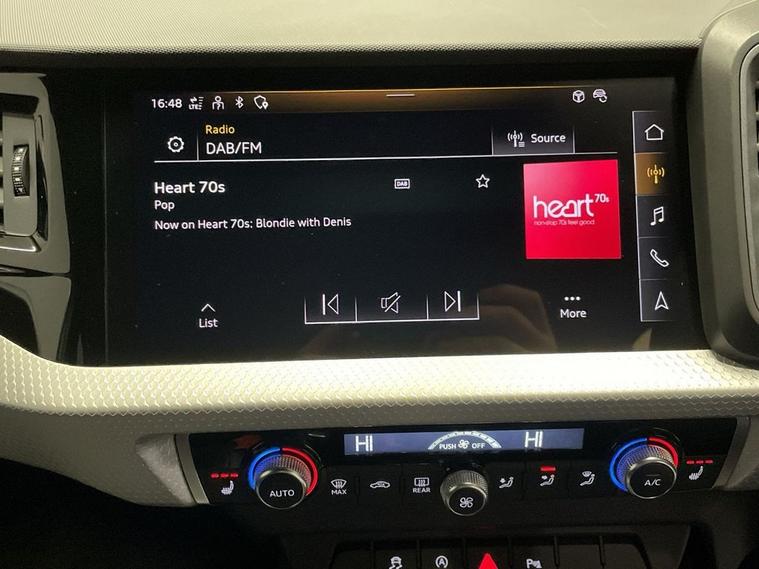 16:48 LTE
Radio
DAB/FM
Source
Heart 70s
DAB
Pop
Now on Heart 70s: Blondie with Denis
heart 70s
non-stop 70s feel good
List
More
HI
PUSH OFF
HI
AUTO
MAX
REAR
A/C